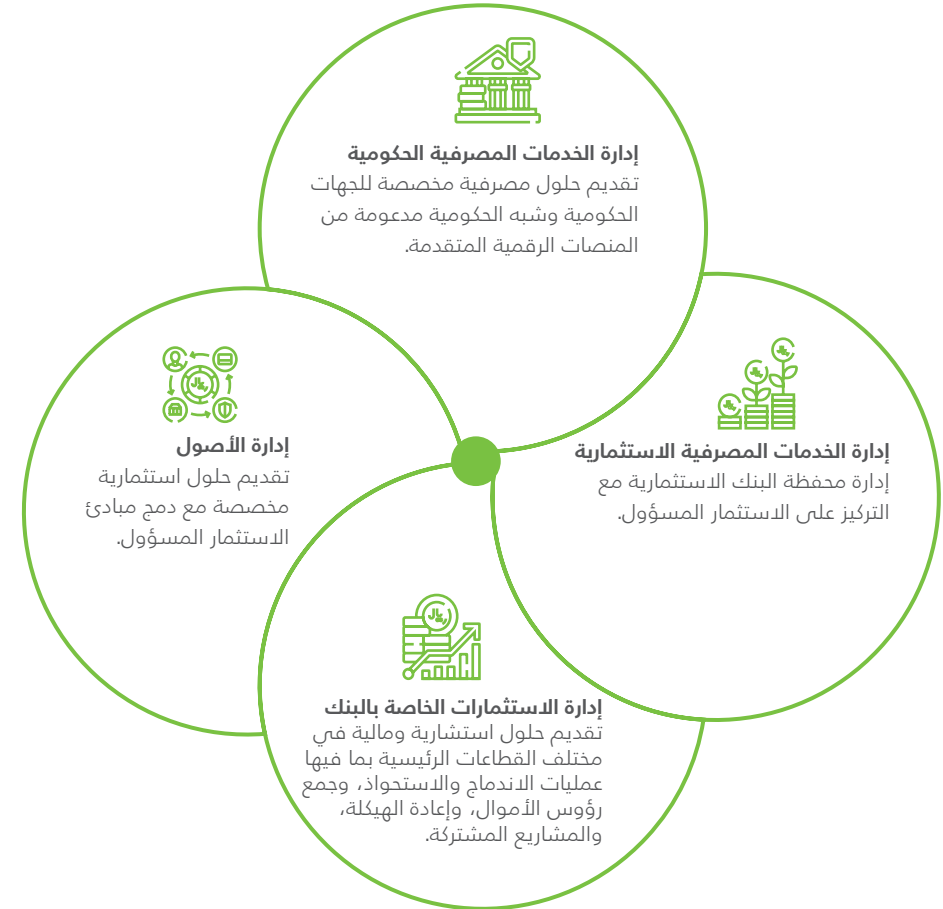 إدارة الخدمات المصرفية الحكومية
تقديم حلول مصرفية مخصصة للجهات
الحكومية وشبه الحكومية مدعومة من
المنصات الرقمية المتقدمة.
إدارة الخدمات المصرفية الاستثمارية
إدارة محفظة البنك الاستثمارية مع
التركيز على الاستثمار المسؤول.
إدارة الأصول
تقديم حلول استثمارية
مخصصة مع دمج مبادئ
الاستثمار المسؤول.
إدارة الاستثمارات الخاصة بالبنك
تقديم حلول استشارية ومالية في
مختلف القطاعات الرئيسية بما فيها
عمليات الاندماج والاستحواذ، وجمع
رؤوس الأموال، وإعادة الهيكلة،
والمشاريع المشتركة.